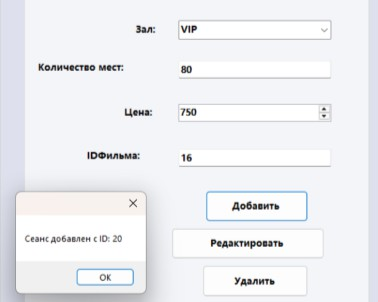 Зал: VIP
Количество мест: 80
Цена: 750
IDФильма: 16
Добавить
Редактировать
Удалить
Сеанс добавлен с ID: 20
OK